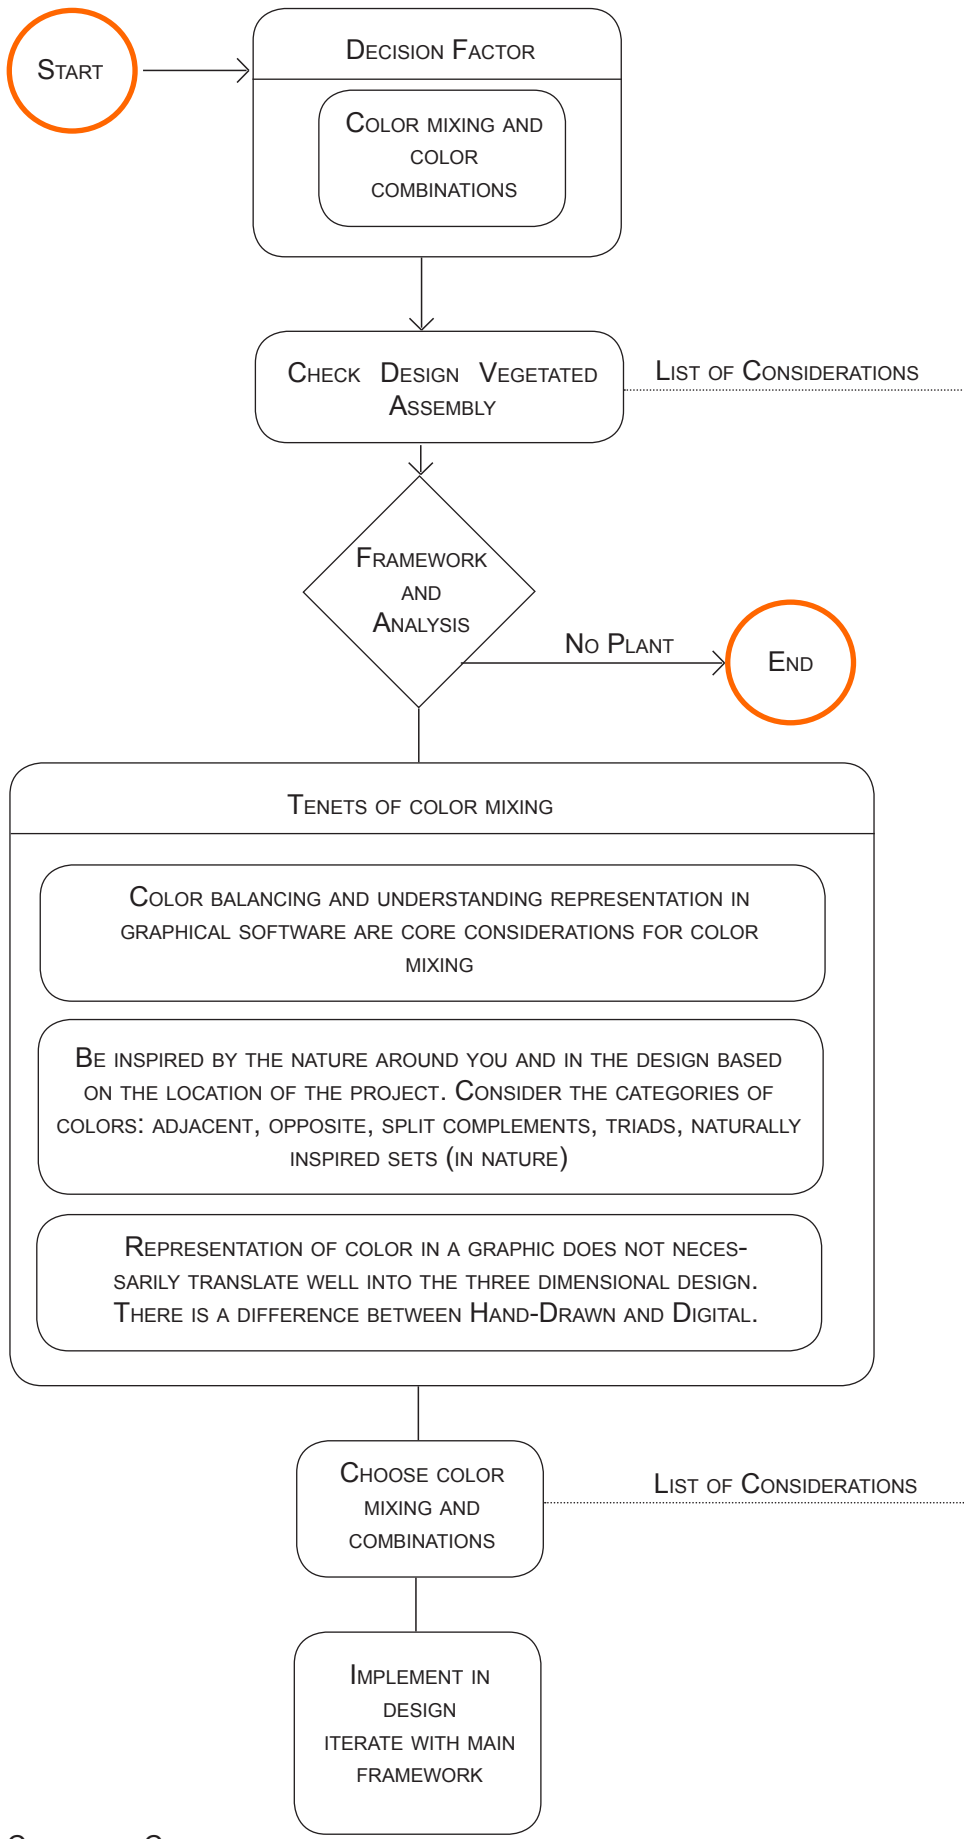 Start
Decision Factor
Color mixing and
color
combinations
Check Design Vegetated
Assembly
List of Considerations
Framework
and
Analysis
No Plant
End
Tenets of color mixing
Color balancing and understanding representation in
graphical software are core considerations for color
mixing
Be inspired by the nature around you and in the design based
on the location of the project. Consider the categories of
colors: adjacent, opposite, split complements, triads, naturally
inspired sets (in nature)
Representation of color in a graphic does not neces-
sarily translate well into the three dimensional design.
There is a difference between Hand-Drawn and Digital.
Choose color
mixing and
combinations
List of Considerations
Implement in
design
iterate with main
framework